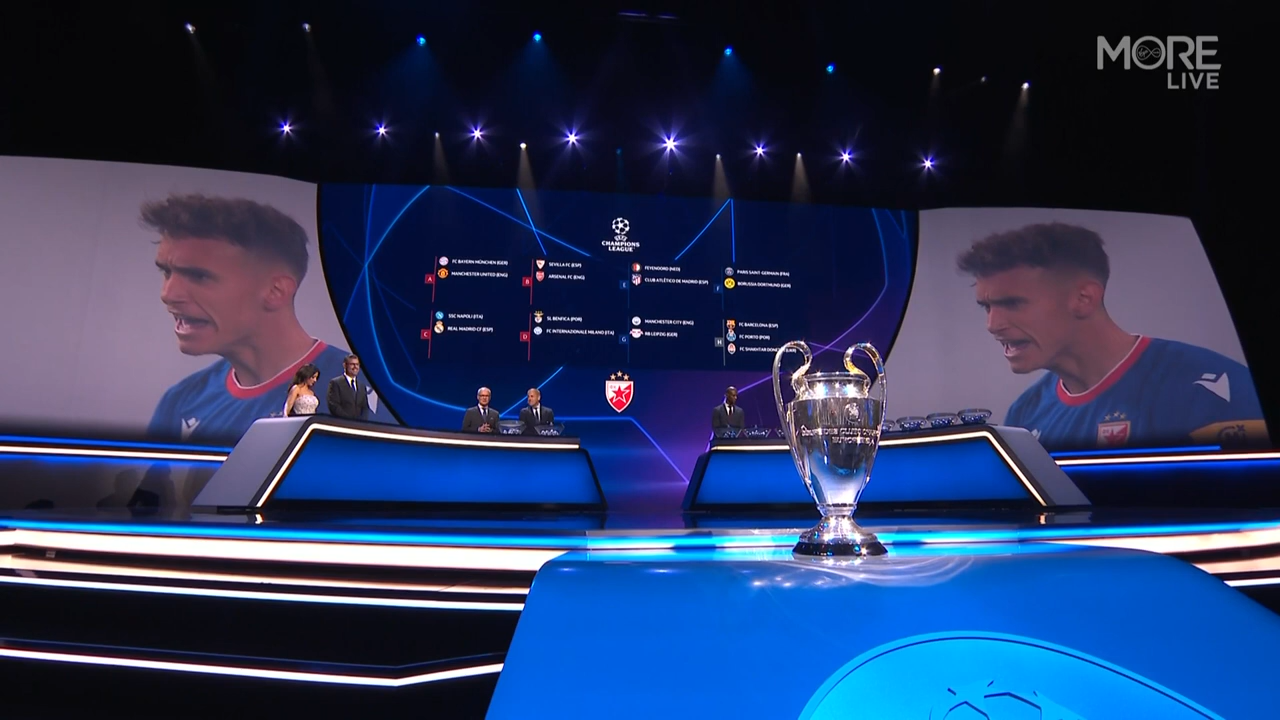 MORE
LIVE
CHAMPIONS
LEAGUE
A
FC BAYERN MÜNCHEN (GER)
MANCHESTER UNITED (ENG)
B
SEVILLA FC (ESP)
ARSENAL FC (ENG)
E
FEYENOORD (NED)
CLUB ATLÉTICO DE MADRID (ESP)
F
PARIS SAINT-GERMAIN (FRA)
BORUSSIA DORTMUND (GER)
C
SSC NAPOLI (ITA)
REAL MADRID CF (ESP)
D
SL BENFICA (POR)
FC INTERNAZIONALE MILANO (ITA)
G
MANCHESTER CITY (ENG)
RB LEIPZIG (GER)
H
FC BARCELONA (ESP)
FC PORTO (POR)
FC SHAKHTAR